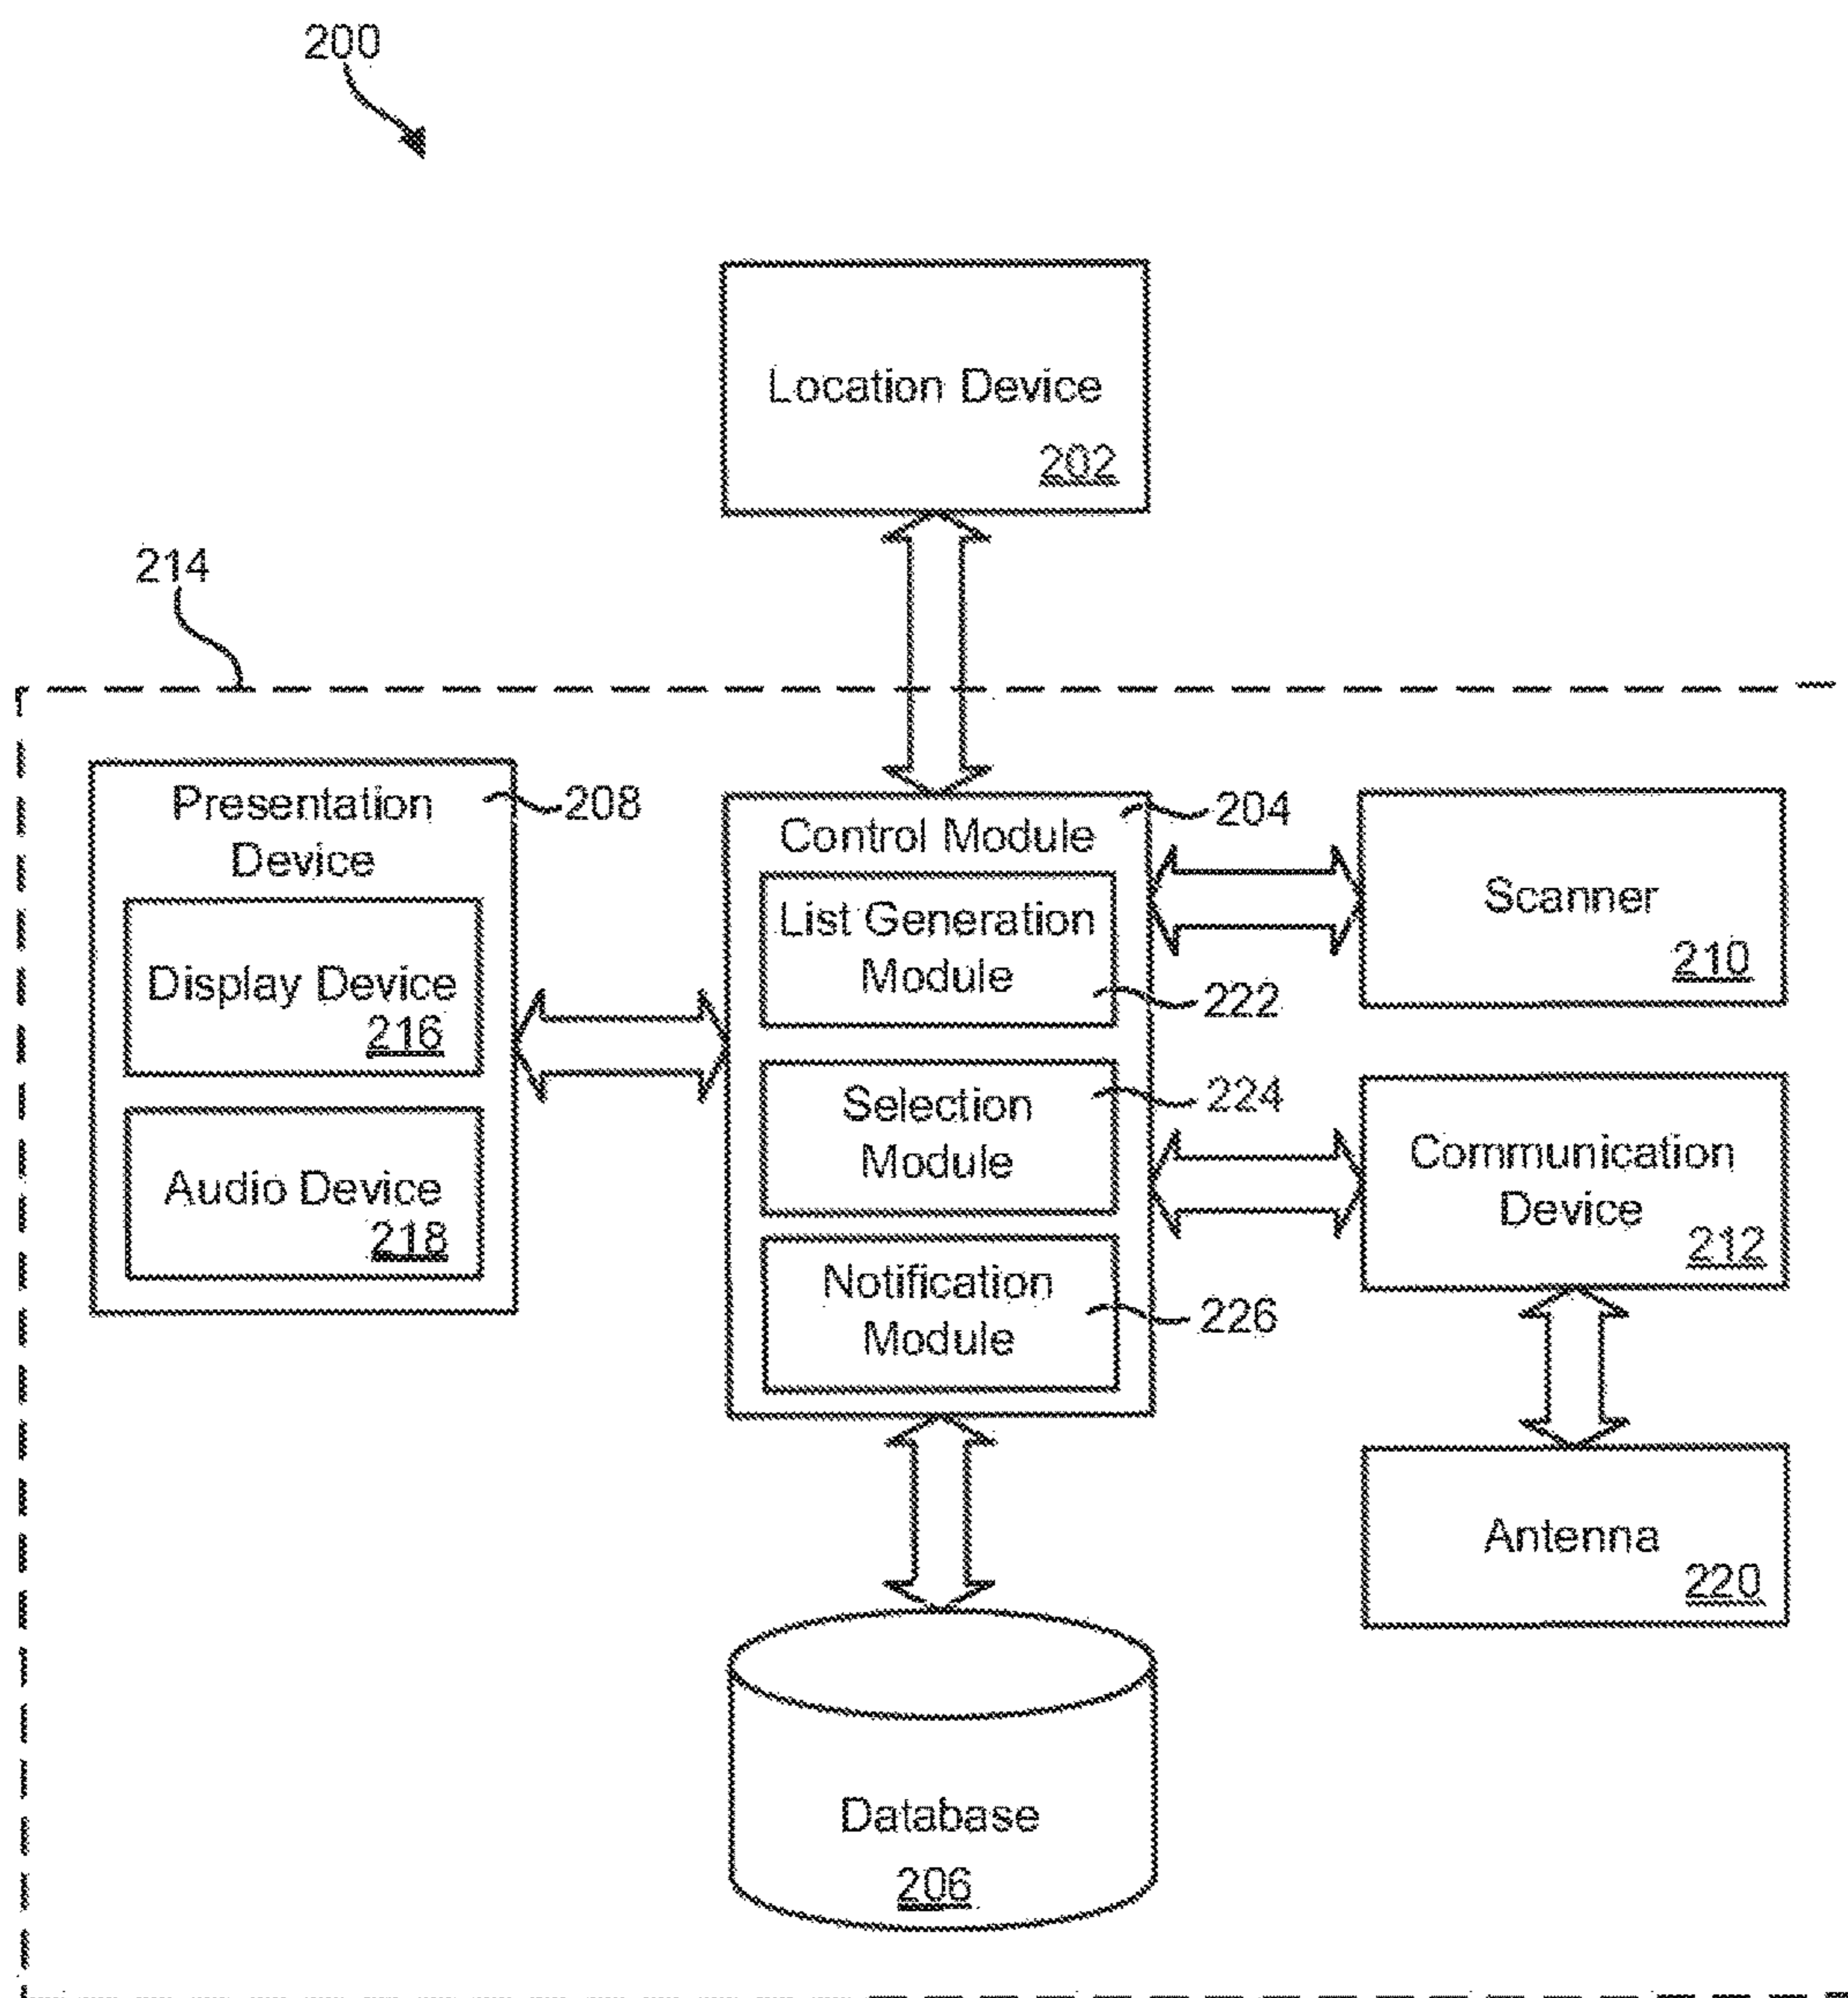 200
Location Device
202
214
Presentation
Device
208
Display Device
216
Audio Device
218
Control Module
204
List Generation
Module
222
Selection
Module
224
Notification
Module
226
Scanner
210
Communication
Device
212
Antenna
220
Database
206